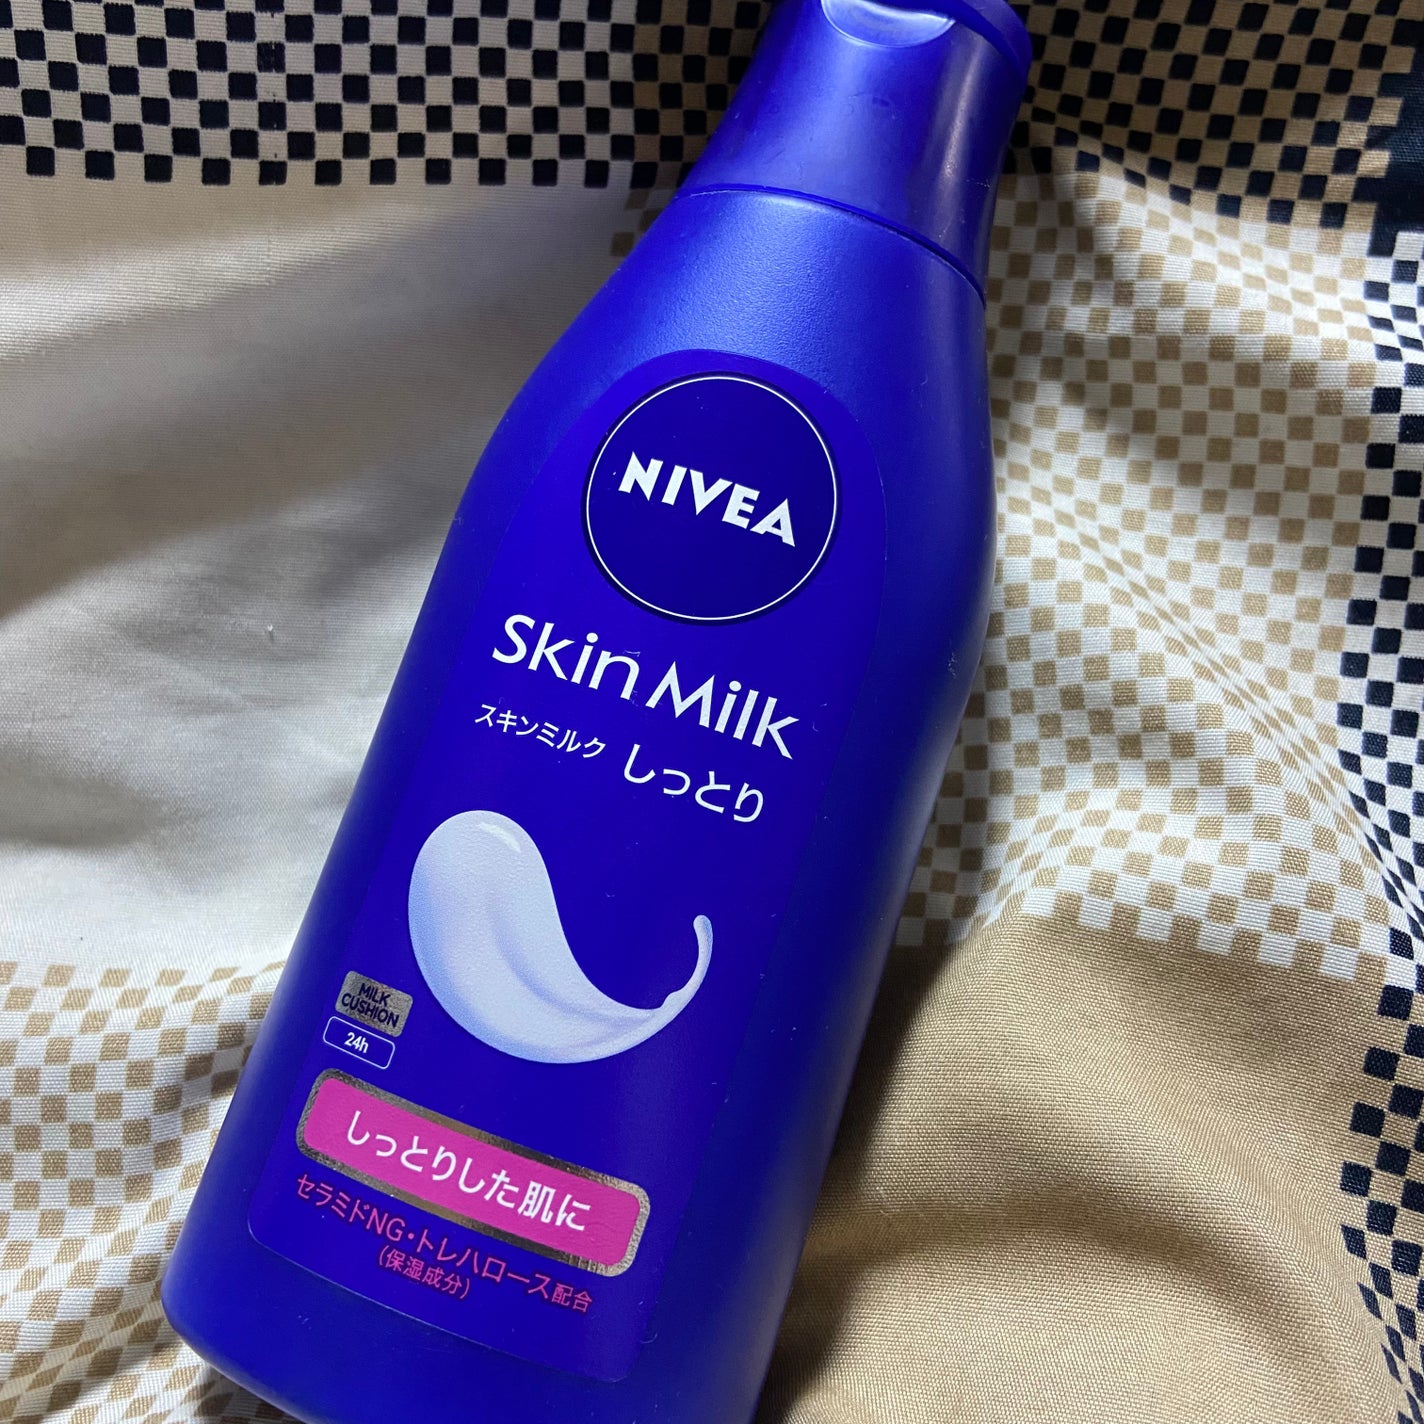 NIVEA
Skin Milk
スキンミルク しっとり
MILK
CUSHION
24h
しっとりした肌に
セラミドNG・トレハロース配合
(保湿成分)